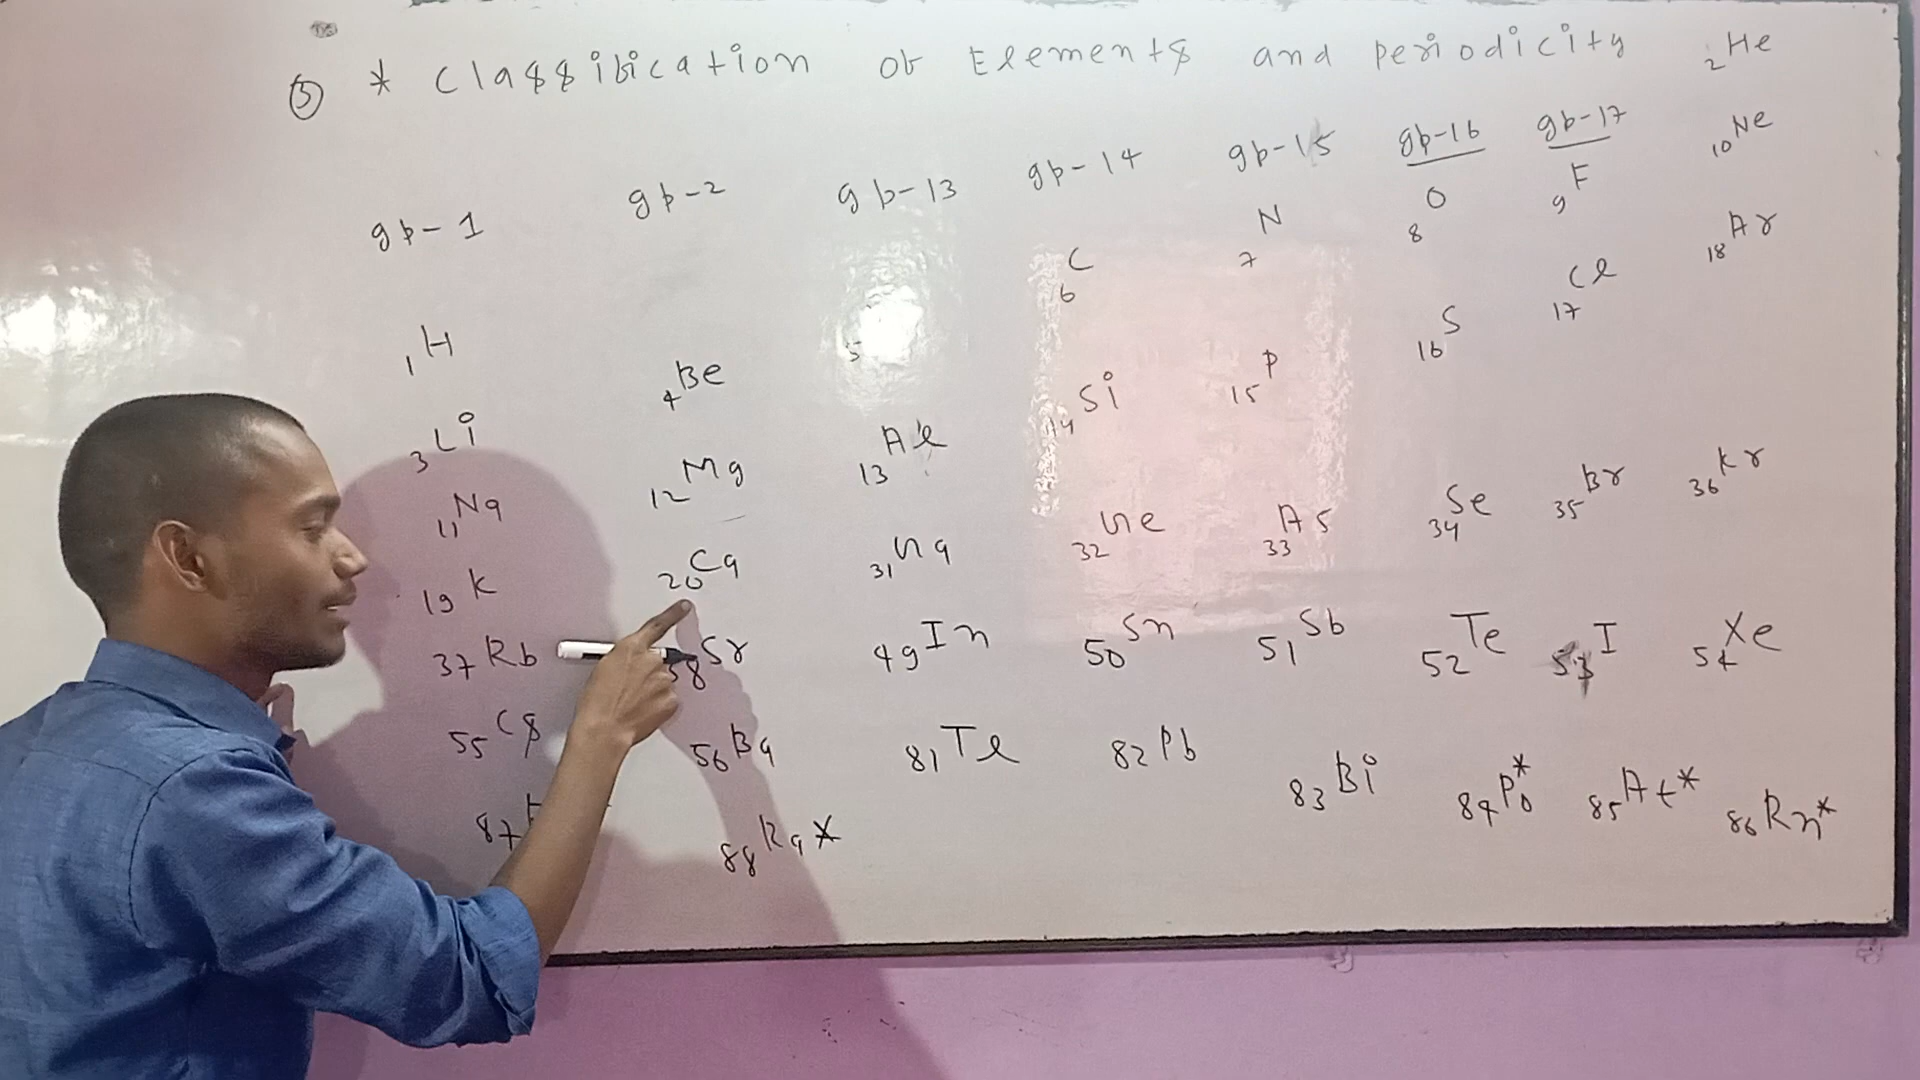 5 * Classification of Elements and periodicity
gp-1 gp-2 gp-13 gp-14 gp-15 gp-16 gp-17
2He
1H 10Ne
3Li 4Be 5 6C 7N 8O 9F 18Ar
11Na 12Mg 13Al 14Si 15P 16S 17Cl
19K 20Ca 31Ga 32Ge 33As 34Se 35Br 36Kr
37Rb 58Sr 49In 50Sn 51Sb 52Te 53I 54Xe
55Cs 56Ba 81Tl 82Pb 83Bi 84Po* 85At* 86Rn*
87 88Ra*